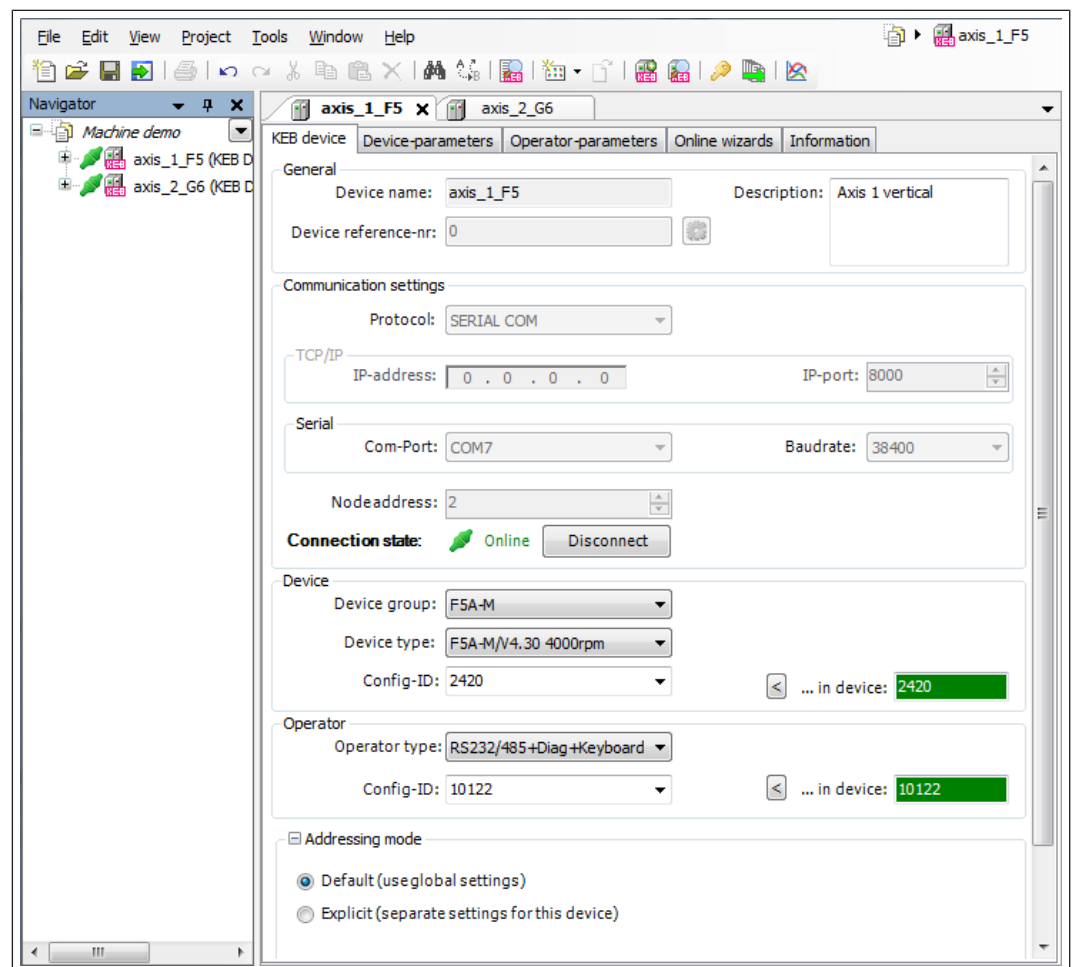 File Edit View Project Tools Window Help
axis_1_F5
Navigator
Machine demo
axis_1_F5 (KEB D
axis_2_G6 (KEB D
axis_1_F5 axis_2_G6
KEB device Device-parameters Operator-parameters Online wizards Information
General
Device name: axis_1_F5 Description: Axis 1 vertical
Device reference-nr: 0
Communication settings
Protocol: SERIAL COM
TCP/IP
IP-address: 0 . 0 . 0 . 0 IP-port: 8000
Serial
Com-Port: COM7 Baudrate: 38400
Nodeaddress: 2
Connection state: Online Disconnect
Device
Device group: F5A-M
Device type: F5A-M/V4.30 4000rpm
Config-ID: 2420 < ... in device: 2420
Operator
Operator type: RS232/485+Diag+Keyboard
Config-ID: 10122 < ... in device: 10122
Addressing mode
Default (use global settings)
Explicit (separate settings for this device)